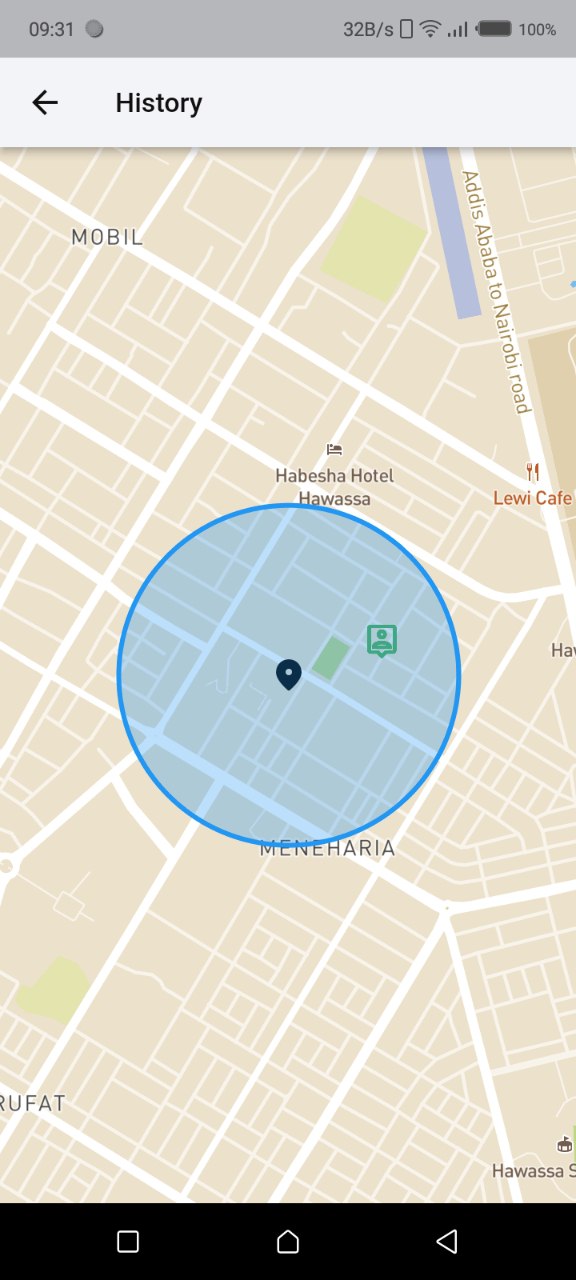 09:31
32B/s
100%
History
MOBIL
Addis Ababa to Nairobi road
Habesha Hotel
Hawassa
Lewi Cafe
Hav
MENEHARIA
RUFAT
Hawassa S